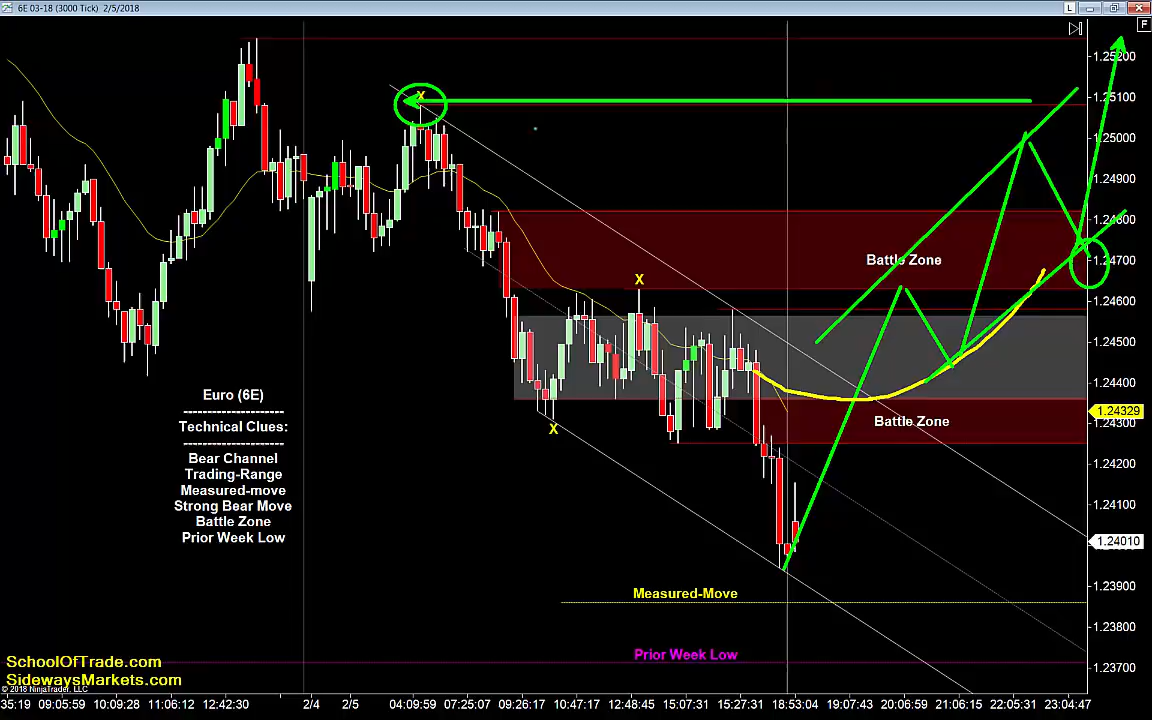 6E 03-18 (3000 Tick) 2/5/2018
L
F
1.25200
1.25100
X
1.25000
1.24900
1.24800
Battle Zone
1.24700
X
1.24600
1.24500
1.24400
Euro (6E)
---------------------
1.24329
Technical Clues:
Battle Zone
1.24300
X
---------------------
Bear Channel
1.24200
Trading-Range
Measured-move
Strong Bear Move
1.24100
Battle Zone
Prior Week Low
1.24010
1.23900
Measured-Move
1.23800
Prior Week Low
SchoolOfTrade.com
1.23700
SidewaysMarkets.com
© 2018 NinjaTrader, LLC
35:19 09:05:59 10:09:28 11:06:12 12:42:30 2/4 2/5 04:09:59 07:25:07 09:26:17 10:47:17 12:48:45 15:07:31 15:27:31 18:53:04 19:07:43 20:06:59 21:06:15 22:05:31 23:04:47